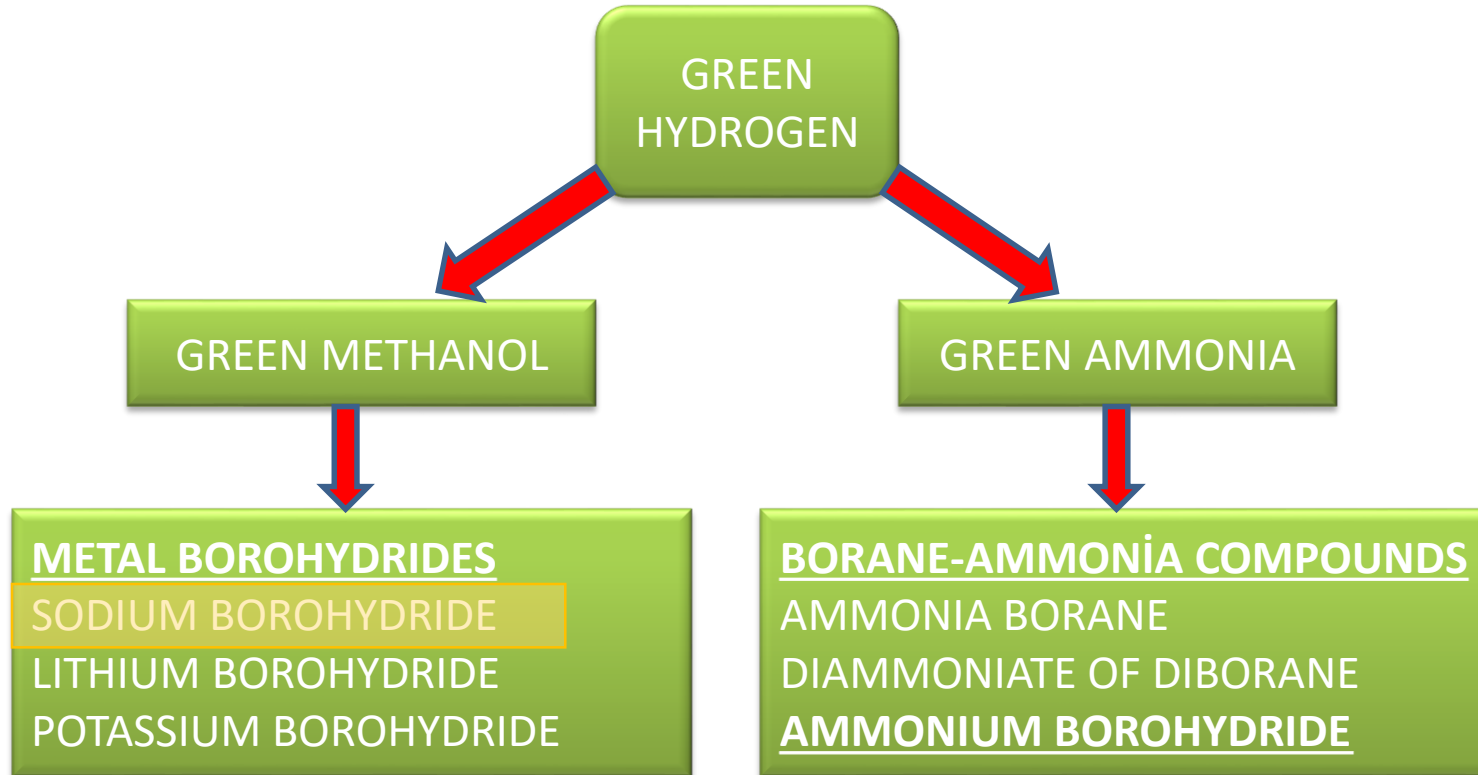 GREEN
HYDROGEN
GREEN METHANOL
GREEN AMMONIA
METAL BOROHYDRIDES
SODIUM BOROHYDRIDE
LITHIUM BOROHYDRIDE
POTASSIUM BOROHYDRIDE
BORANE-AMMONİA COMPOUNDS
AMMONIA BORANE
DIAMMONIATE OF DIBORANE
AMMONIUM BOROHYDRIDE